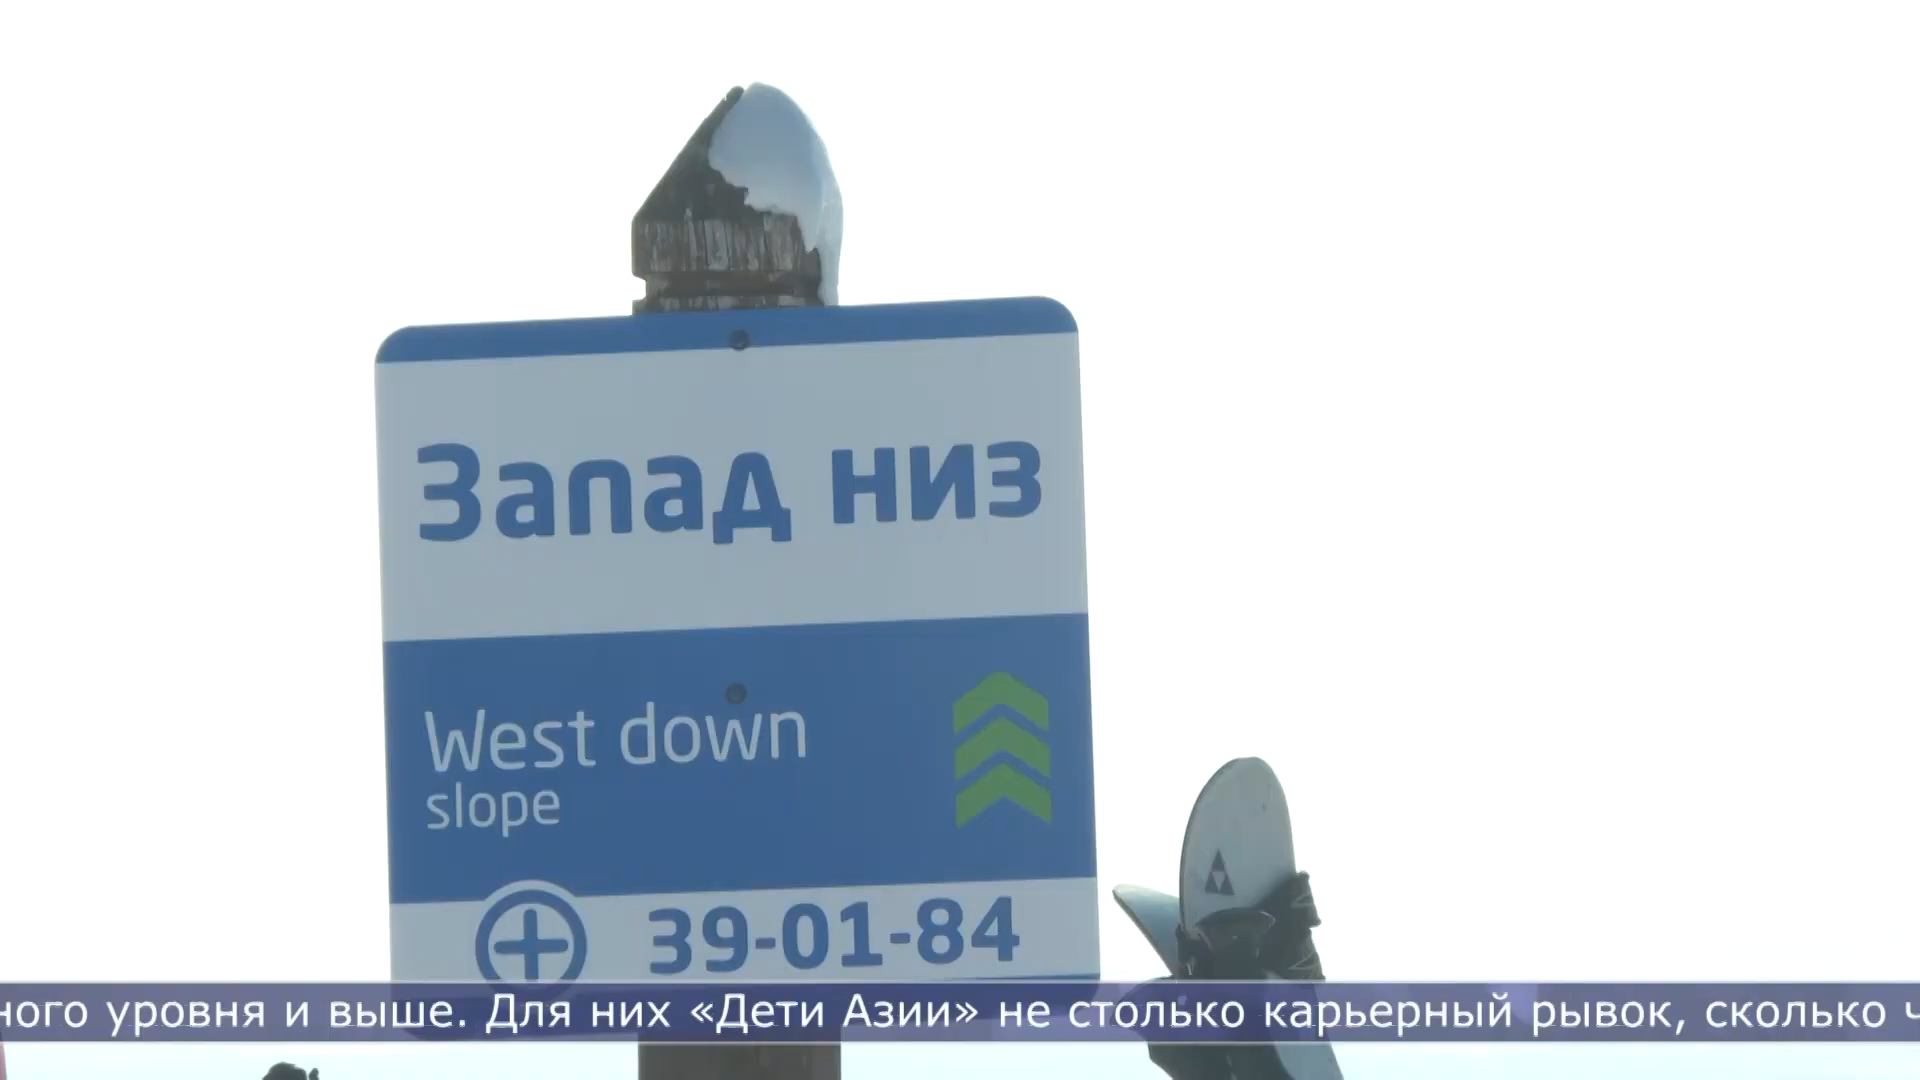 Запад низ
West down
slope
39-01-84
ного уровня и выше. Для них «Дети Азии» не столько карьерный рывок, сколько